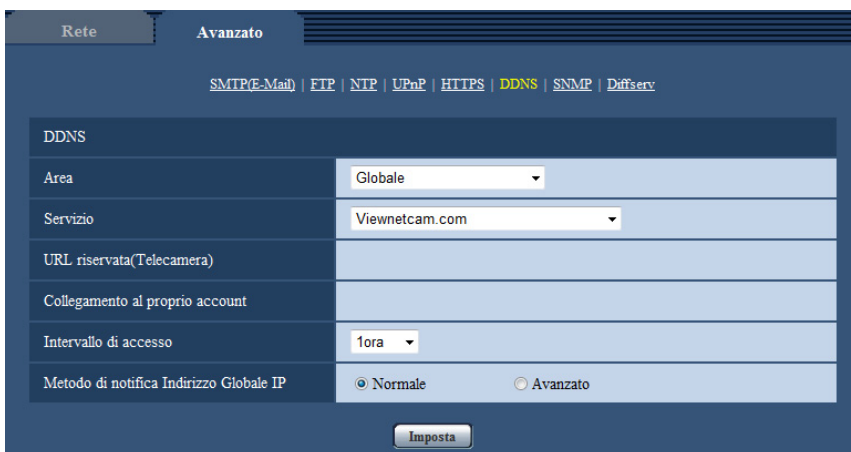 Rete Avanzato
SMTP(E-Mail) | FTP | NTP | UPnP | HTTPS | DDNS | SNMP | Diffserv
DDNS
Area Globale
Servizio Viewnetcam.com
URL riservata(Telecamera)
Collegamento al proprio account
Intervallo di accesso 1ora
Metodo di notifica Indirizzo Globale IP Normale Avanzato
Imposta